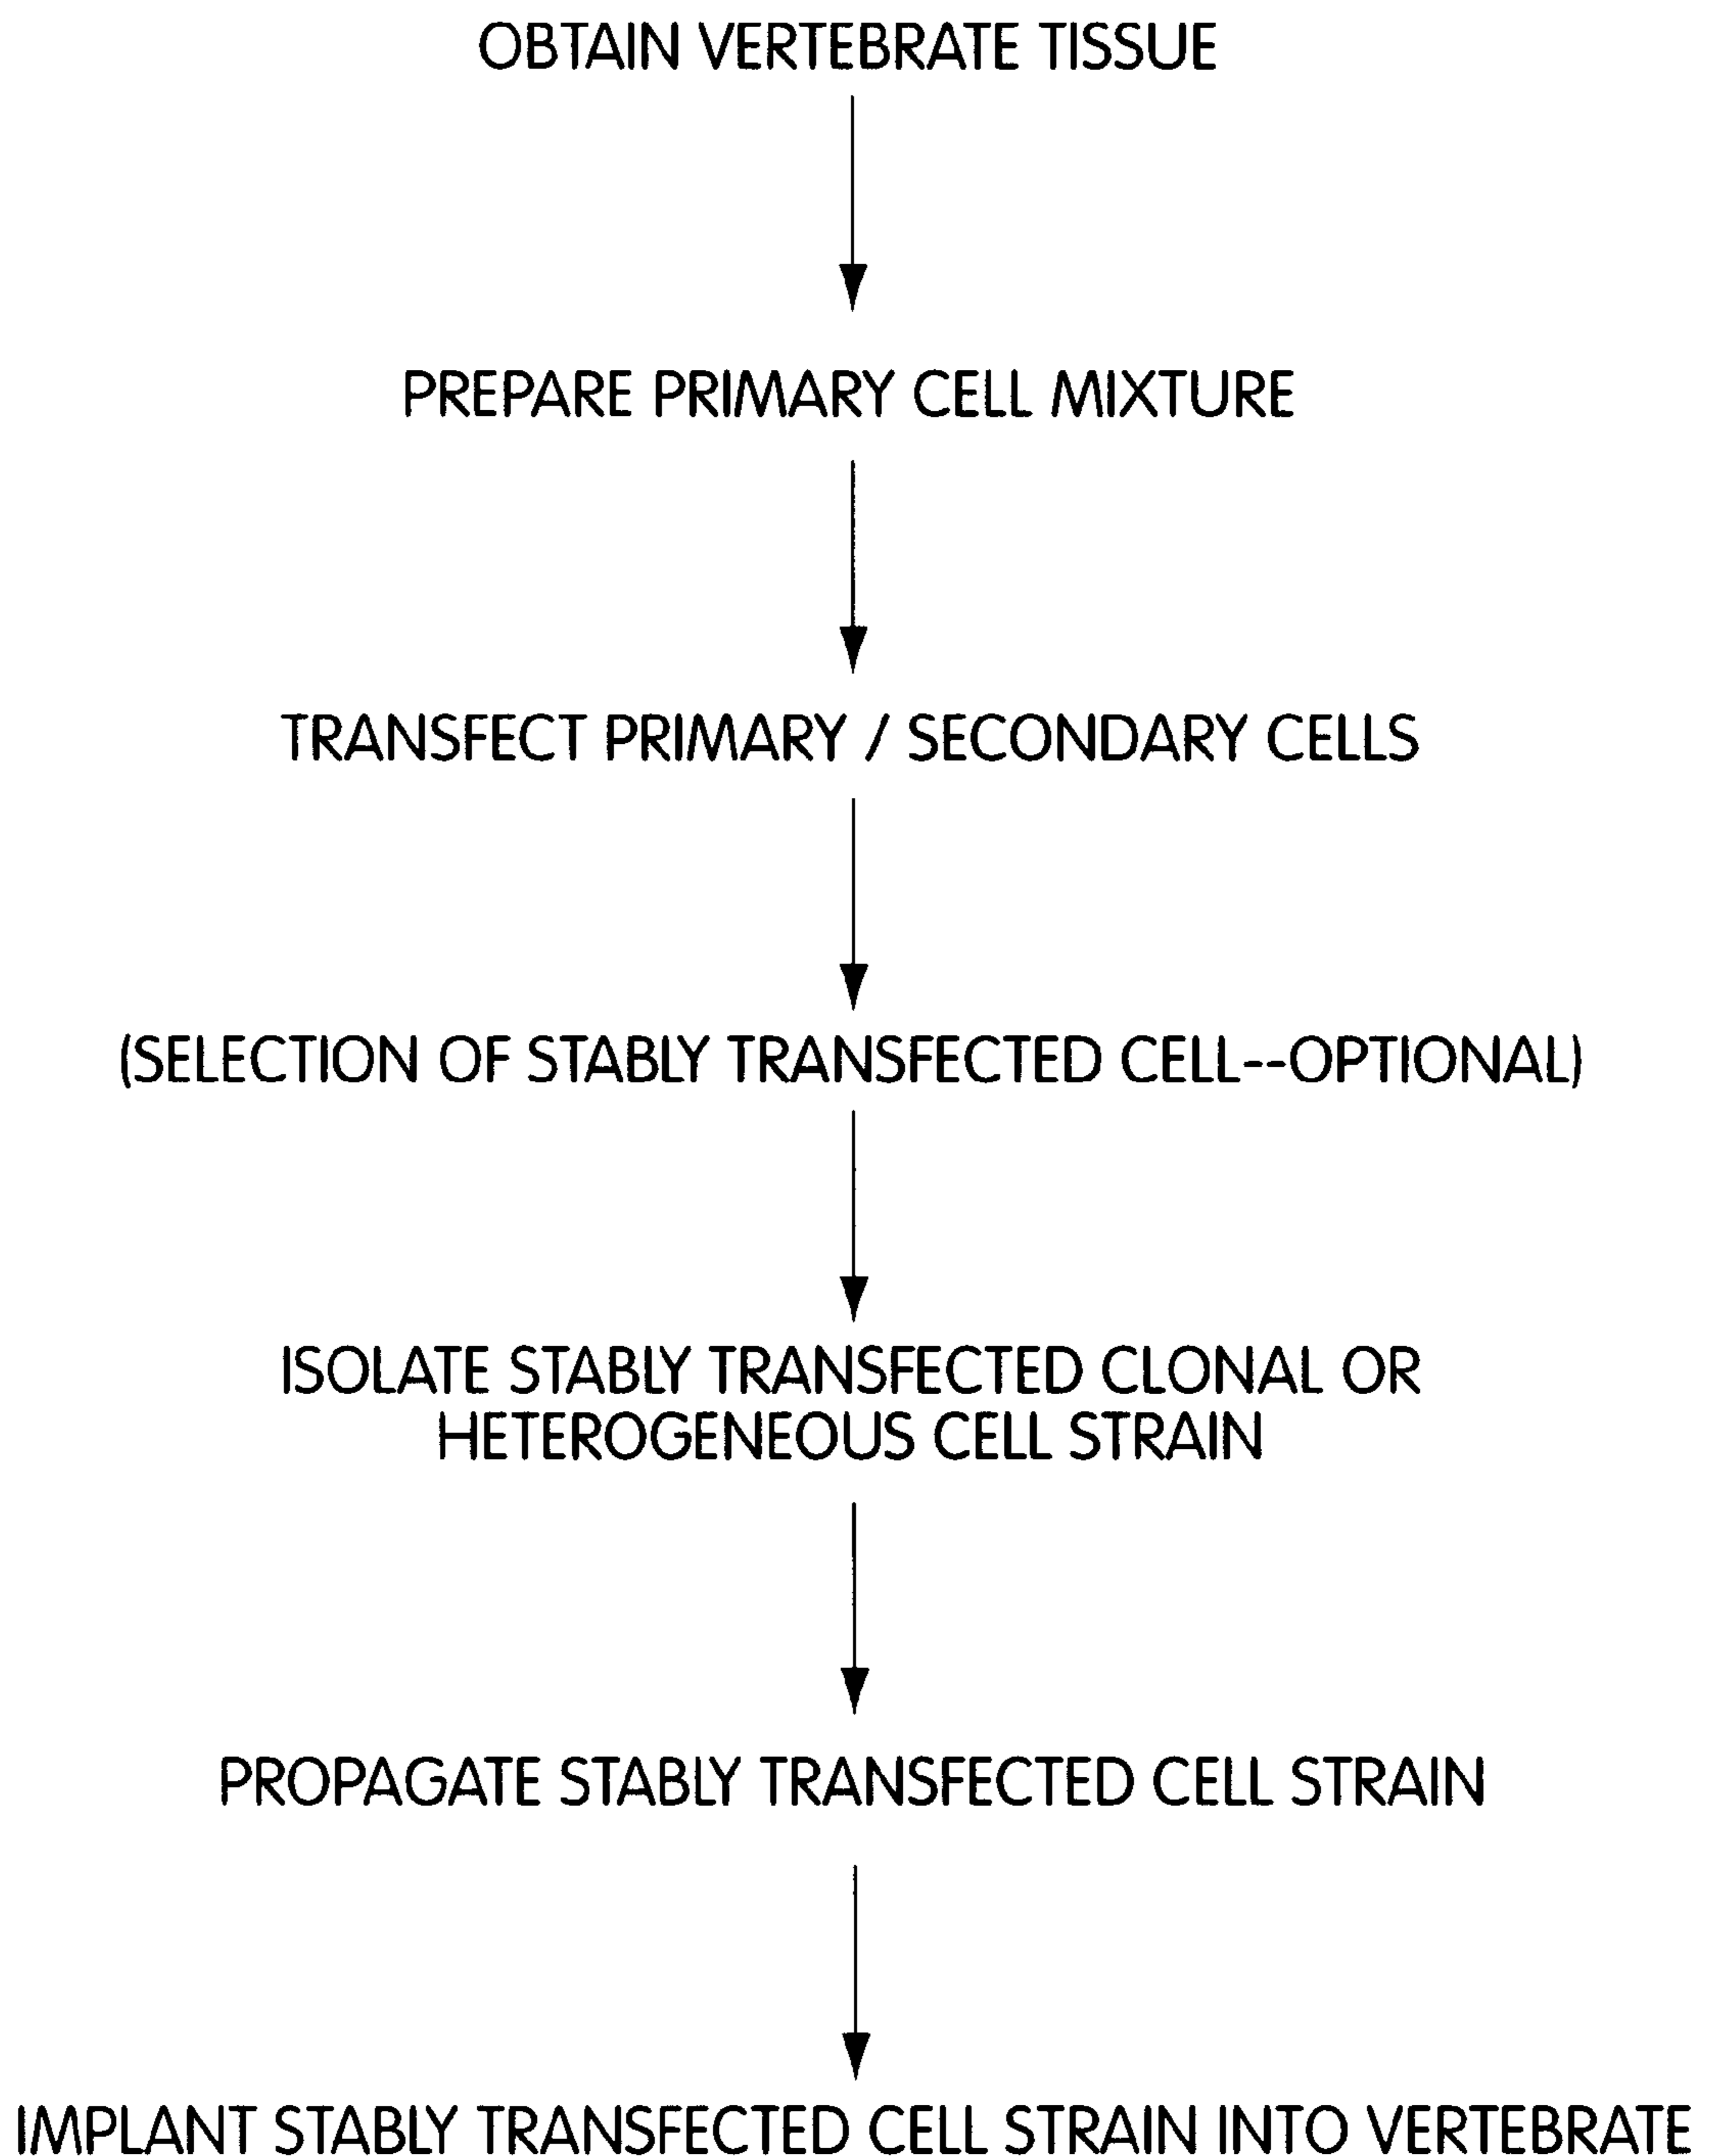 OBTAIN VERTEBRATE TISSUE
PREPARE PRIMARY CELL MIXTURE
TRANSFECT PRIMARY / SECONDARY CELLS
(SELECTION OF STABLY TRANSFECTED CELL--OPTIONAL)
ISOLATE STABLY TRANSFECTED CLONAL OR
HETEROGENEOUS CELL STRAIN
PROPAGATE STABLY TRANSFECTED CELL STRAIN
IMPLANT STABLY TRANSFECTED CELL STRAIN INTO VERTEBRATE